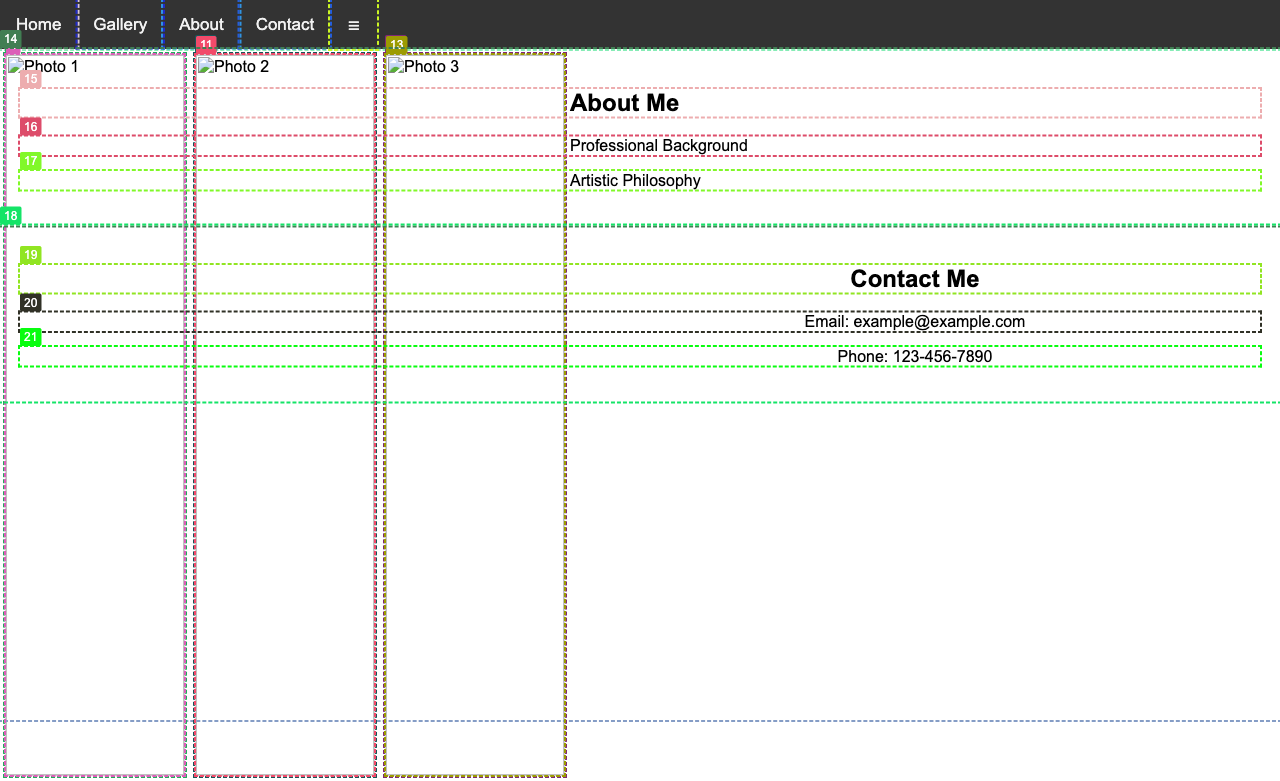 Home Gallery About Contact ≡
14
11
13
Photo 1 Photo 2 Photo 3
15
About Me
16
Professional Background
17
Artistic Philosophy
18
19
Contact Me
20
Email: example@example.com
21
Phone: 123-456-7890